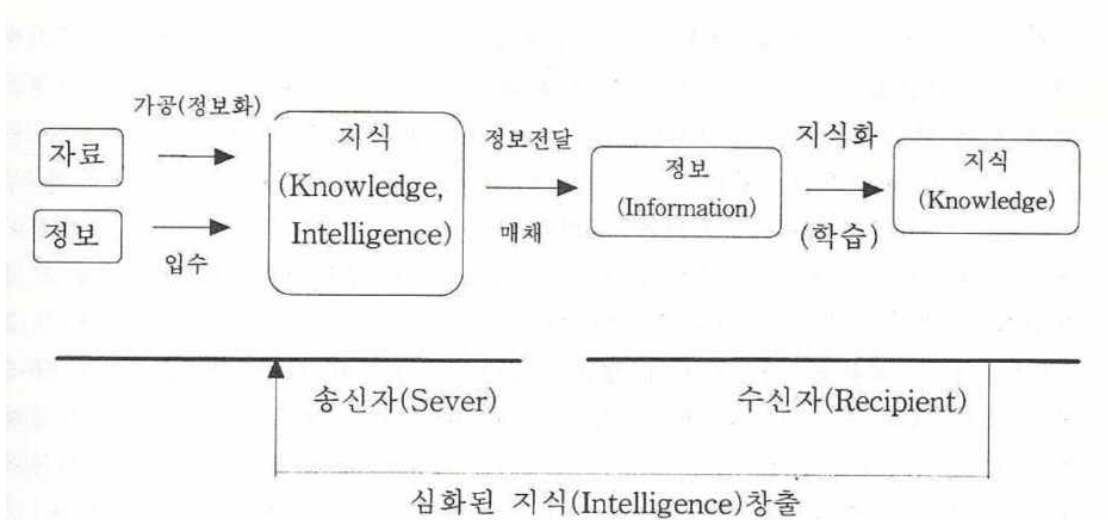 가공(정보화)
자료
정보
입수
지식
(Knowledge,
Intelligence)
정보전달
매채
정보
(Information)
지식화
(학습)
지식
(Knowledge)
송신자(Sever)
수신자(Recipient)
심화된 지식(Intelligence)창출